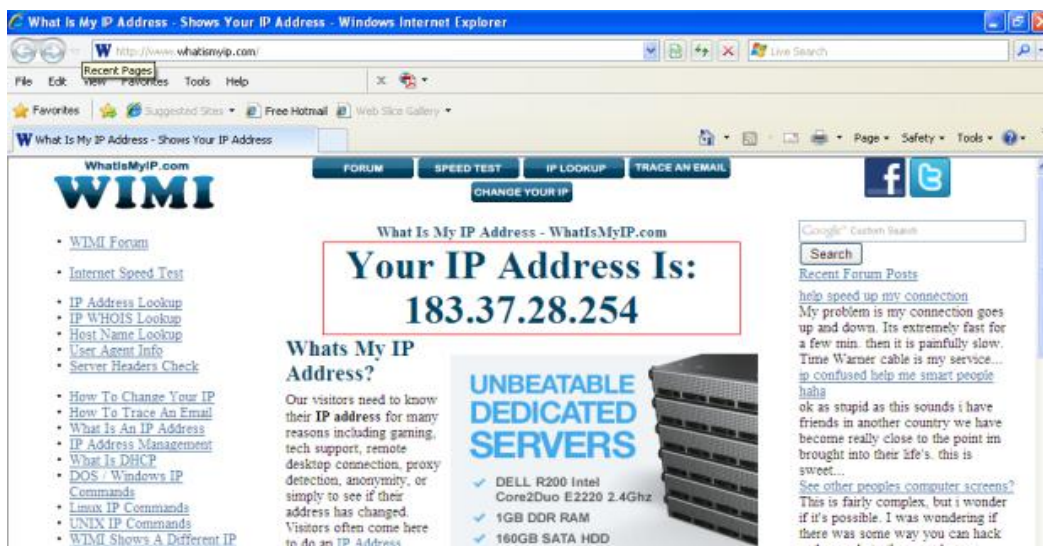 What Is My IP Address - Shows Your IP Address - Windows Internet Explorer
http://www.whatismyip.com/
Live Search
Recent Pages
File Edit View Favorites Tools Help
Favorites Suggested Sites Free Hotmail Web Slice Gallery
What Is My IP Address - Shows Your IP Address
Page Safety Tools
WhatIsMyIP.com
WIMI
FORUM SPEED TEST IP LOOKUP TRACE AN EMAIL
CHANGE YOUR IP
What Is My IP Address - WhatIsMyIP.com
Your IP Address Is:
183.37.28.254
WIMI Forum
Internet Speed Test
IP Address Lookup
IP WHOIS Lookup
Host Name Lookup
User Agent Info
Server Headers Check
How To Change Your IP
How To Trace An Email
What Is An IP Address
IP Address Management
What Is DHCP
DOS / Windows IP
Commands
Linux IP Commands
UNIX IP Commands
WIMI Shows A Different IP
Whats My IP
Address?
Our visitors need to know
their IP address for many
reasons including gaming,
tech support, remote
desktop connection, proxy
detection, anonymity, or
simply to see if their
address has changed.
Visitors often come here
to do an IP Address
UNBEATABLE
DEDICATED
SERVERS
DELL R200 Intel
Core2Duo E2220 2.4Ghz
1GB DDR RAM
160GB SATA HDD
Google Custom Search
Search
Recent Forum Posts
help speed up my connection
My problem is my connection goes
up and down. Its extremely fast for
a few min. then it is painfully slow.
Time Warner cable is my service...
ip confused help me smart people
haha
ok as stupid as this sounds i have
friends in another country we have
become really close to the point im
brought into their life's. this is
sweet...
See other peoples computer screens?
This is fairly complex, but i wonder
if it's possible. I was wondering if
there was some way you can hack